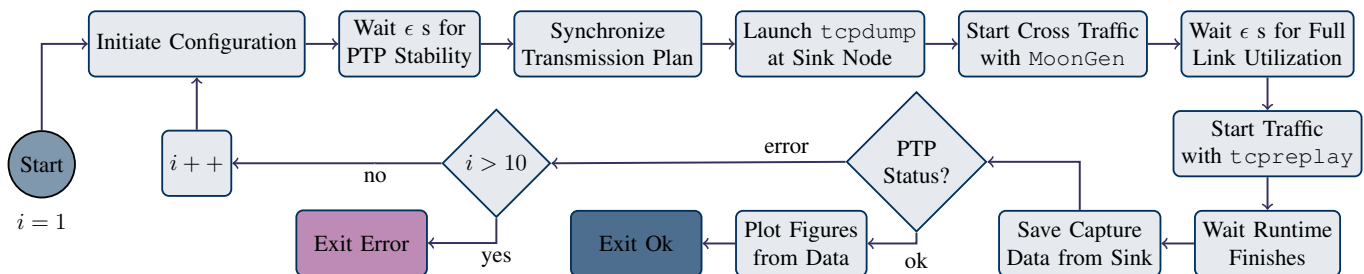 Initiate Configuration
Wait ϵ s for
PTP Stability
Synchronize
Transmission Plan
Launch tcpdump
at Sink Node
Start Cross Traffic
with MoonGen
Wait ϵ s for Full
Link Utilization
Start
i = 1
i + +
no
i > 10
error
PTP
Status?
Start Traffic
with tcpreplay
Exit Error
yes
Exit Ok
Plot Figures
from Data
ok
Save Capture
Data from Sink
Wait Runtime
Finishes